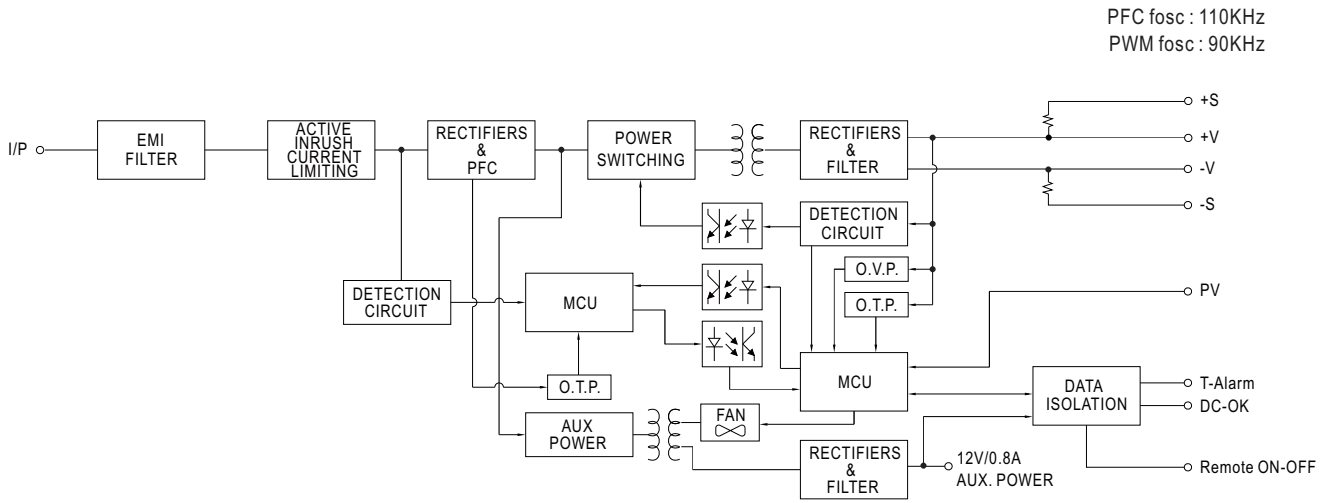 PFC fosc : 110KHz
PWM fosc : 90KHz
I/P
EMI
FILTER
ACTIVE
INRUSH
CURRENT
LIMITING
RECTIFIERS
&
PFC
POWER
SWITCHING
RECTIFIERS
&
FILTER
+S
+V
-V
-S
DETECTION
CIRCUIT
O.V.P.
O.T.P.
PV
DETECTION
CIRCUIT
MCU
O.T.P.
MCU
DATA
ISOLATION
T-Alarm
DC-OK
AUX
POWER
FAN
RECTIFIERS
&
FILTER
12V/0.8A
AUX. POWER
Remote ON-OFF